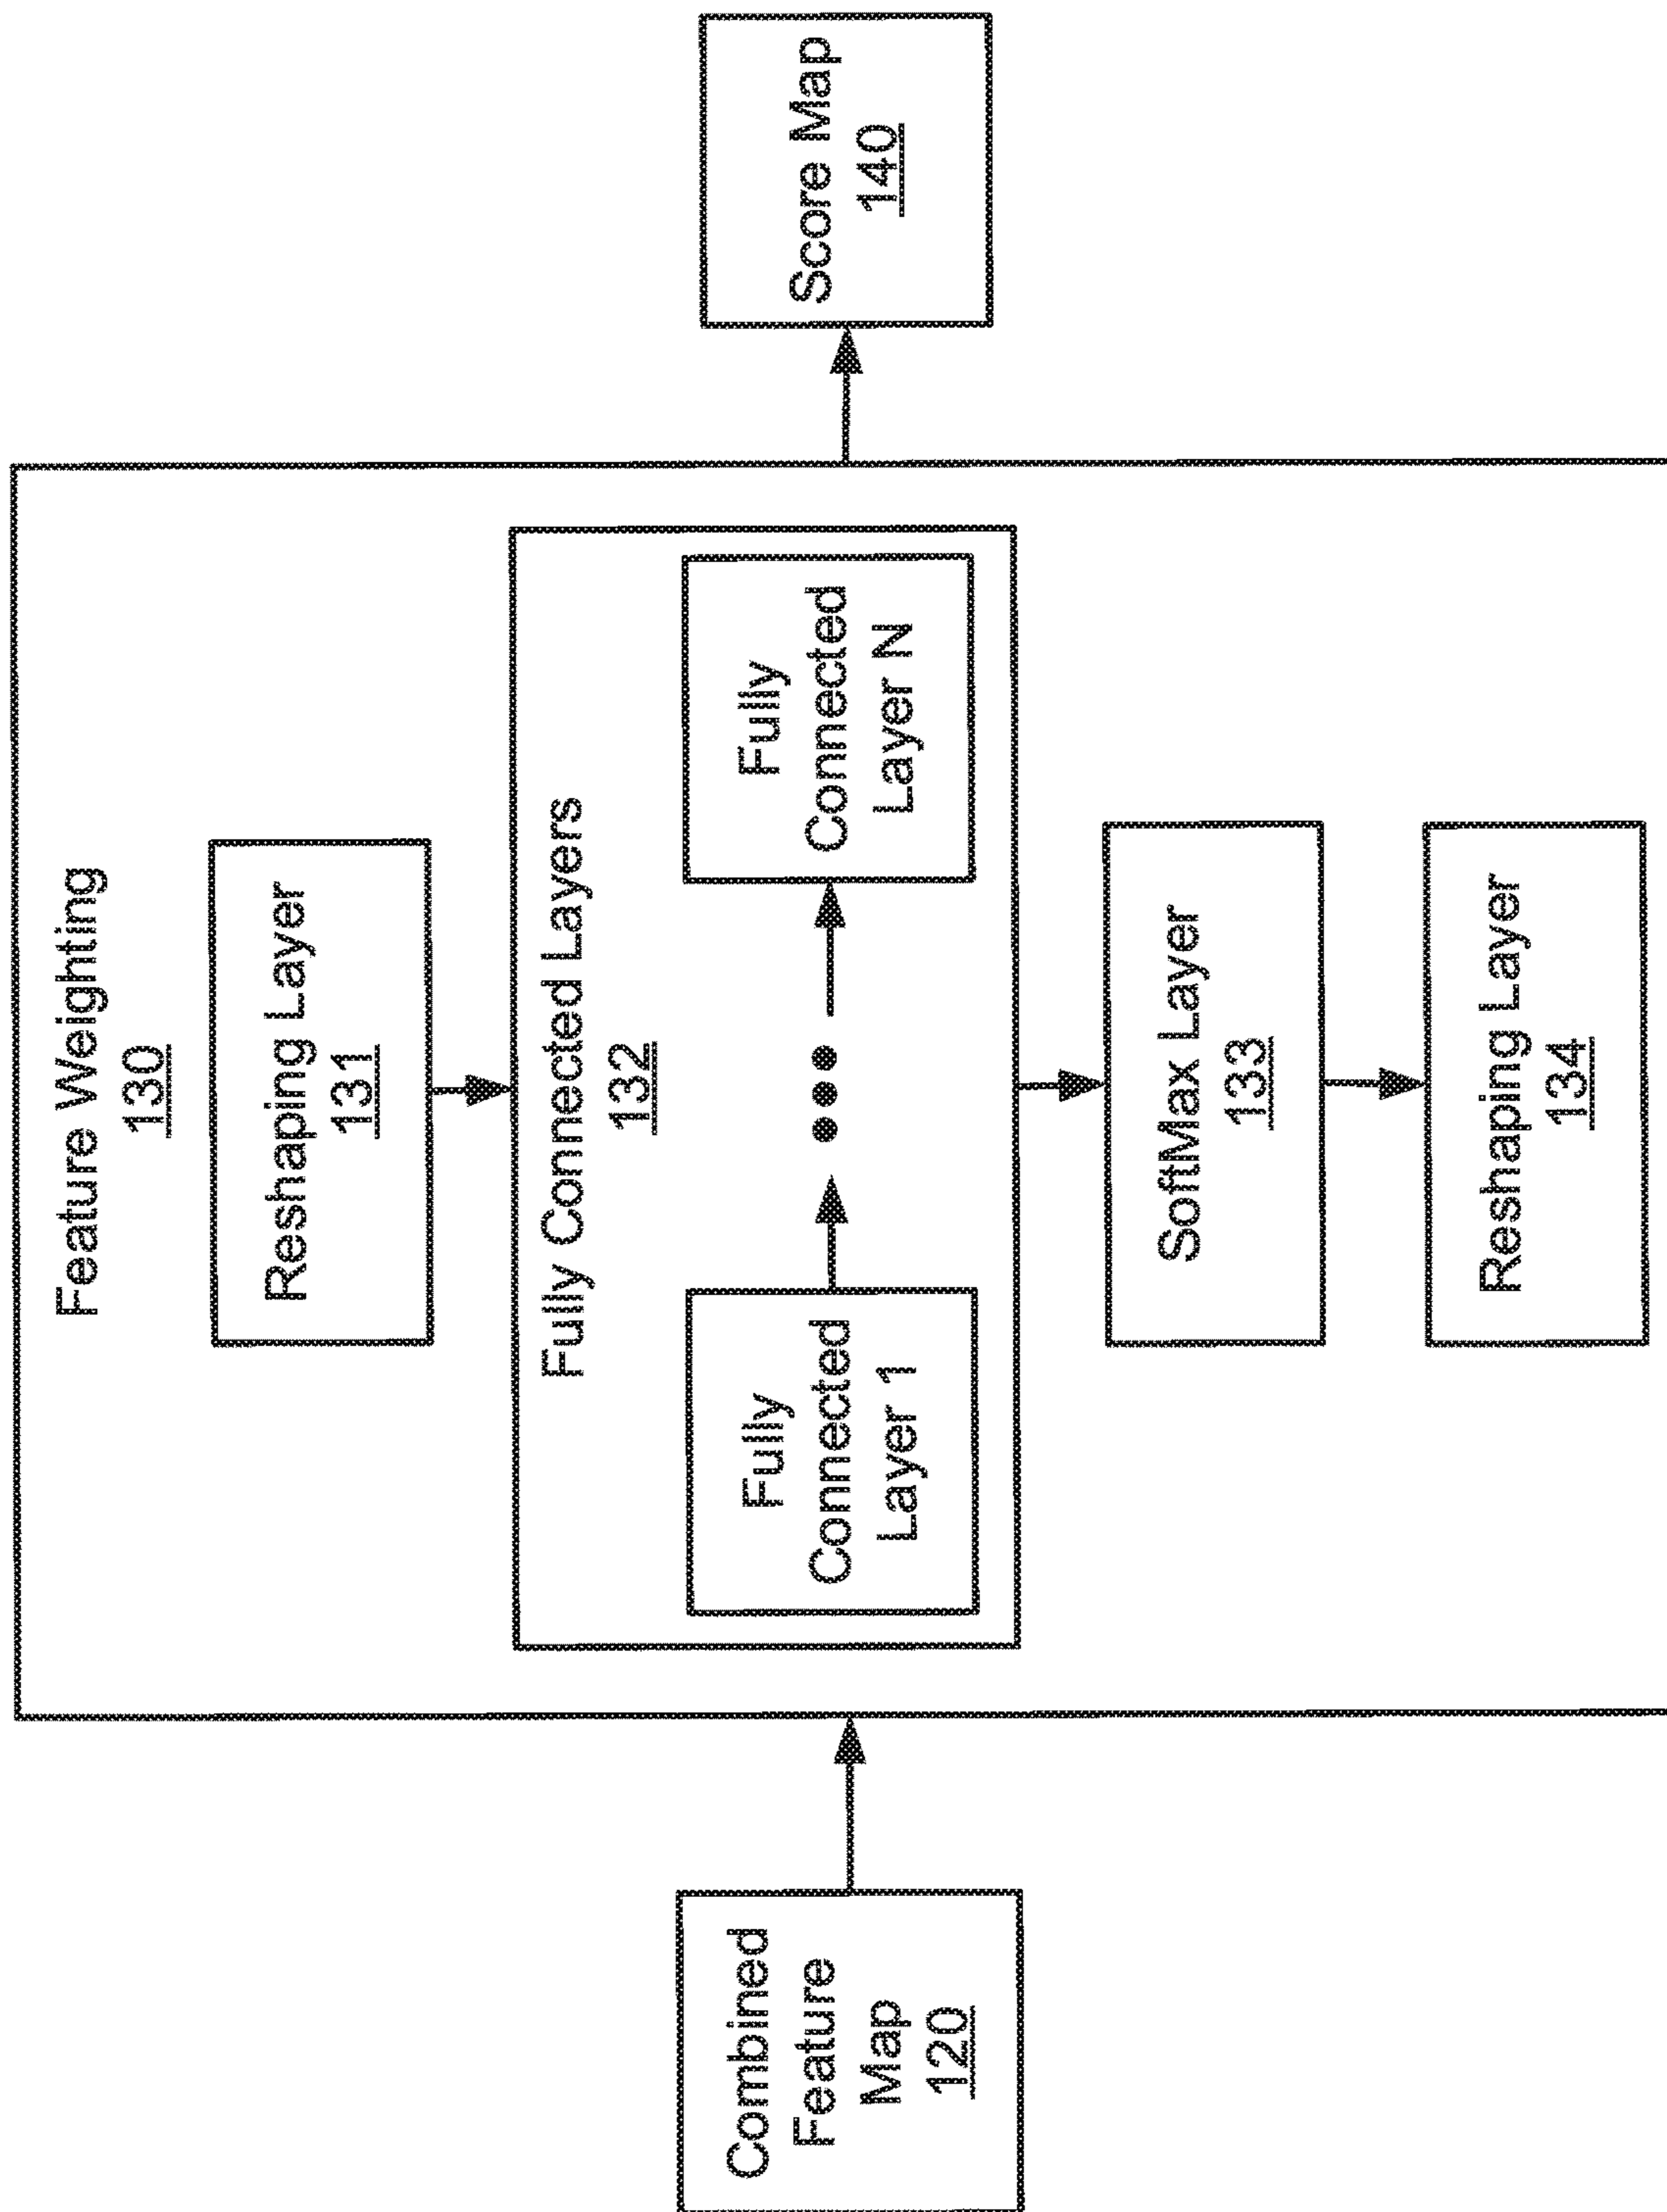 Combined
Feature
Map
120
Feature Weighting
130
Reshaping Layer
131
Fully Connected Layers
132
Fully
Connected
Layer 1
Fully
Connected
Layer N
SoftMax Layer
133
Reshaping Layer
134
Score Map
140